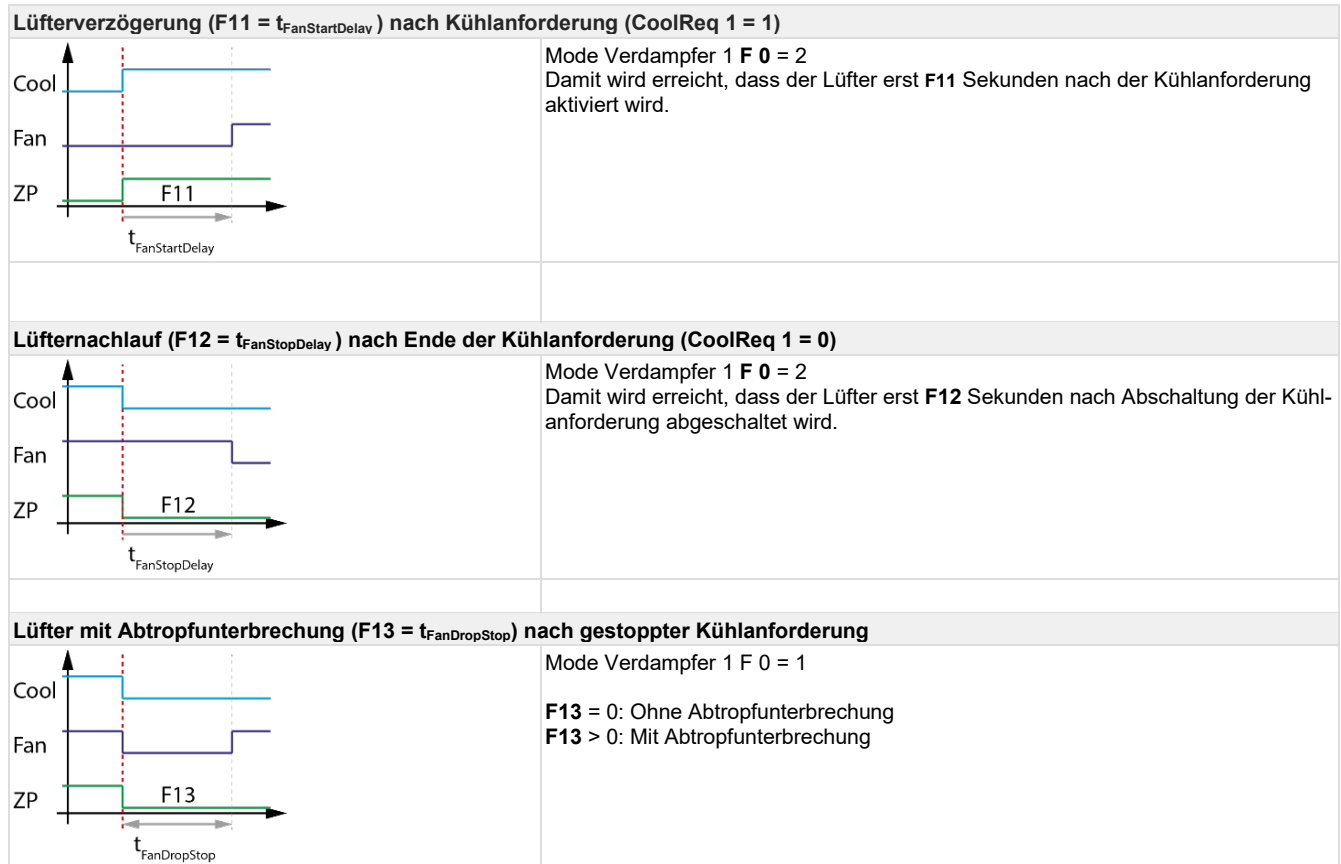 Lüfterverzögerung (F11 = tFanStartDelay ) nach Kühlanforderung (CoolReq 1 = 1)
Cool
Fan
ZP
F11
tFanStartDelay
Mode Verdampfer 1 F 0 = 2
Damit wird erreicht, dass der Lüfter erst F11 Sekunden nach der Kühlanforderung
aktiviert wird.
Lüfternachlauf (F12 = tFanStopDelay ) nach Ende der Kühlanforderung (CoolReq 1 = 0)
Cool
Fan
ZP
F12
tFanStopDelay
Mode Verdampfer 1 F 0 = 2
Damit wird erreicht, dass der Lüfter erst F12 Sekunden nach Abschaltung der Kühl-
anforderung abgeschaltet wird.
Lüfter mit Abtropfunterbrechung (F13 = tFanDropStop) nach gestoppter Kühlanforderung
Cool
Fan
ZP
F13
tFanDropStop
Mode Verdampfer 1 F 0 = 1
F13 = 0: Ohne Abtropfunterbrechung
F13 > 0: Mit Abtropfunterbrechung